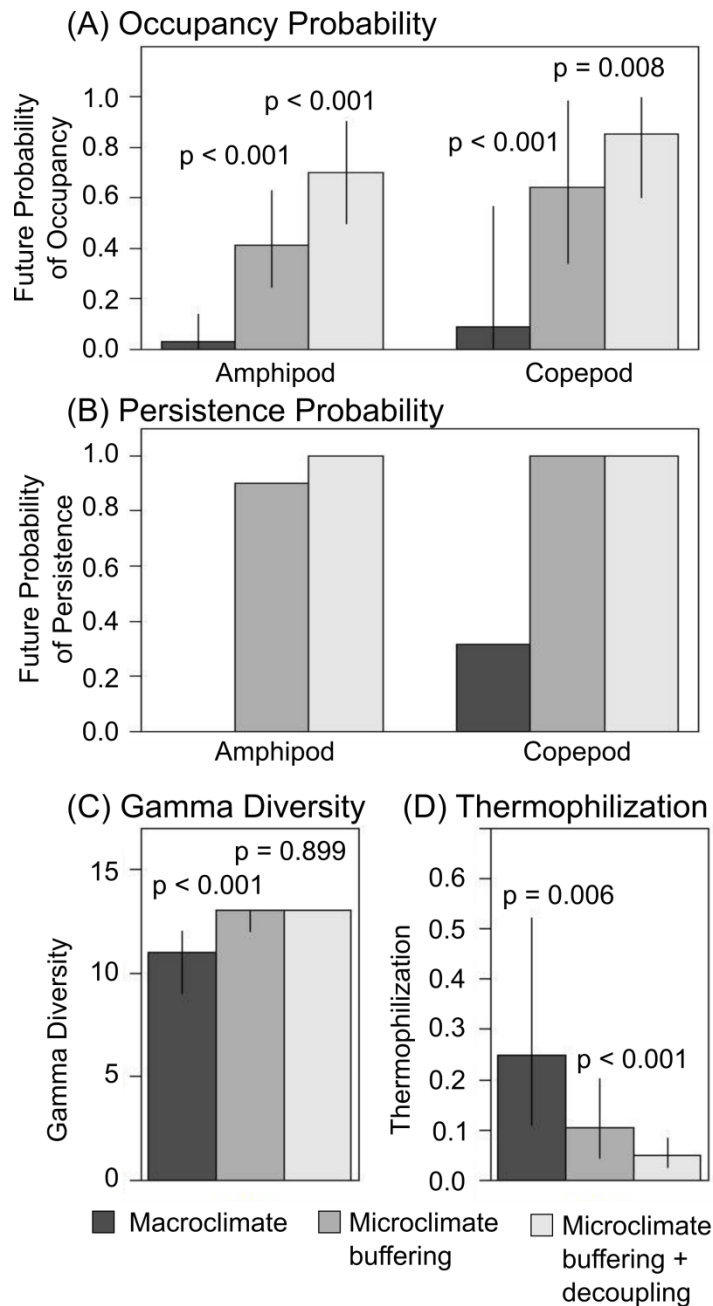 (A) Occupancy Probability
Future Probability
of Occupancy
1.0
0.8
0.6
0.4
0.2
0.0
p < 0.001
p < 0.001
p < 0.001
p = 0.008
Amphipod
Copepod
(B) Persistence Probability
Future Probability
of Persistence
1.0
0.8
0.6
0.4
0.2
0.0
Amphipod
Copepod
(C) Gamma Diversity
Gamma Diversity
15
10
5
0
p < 0.001
p = 0.899
(D) Thermophilization
Thermophilization
0.6
0.5
0.4
0.3
0.2
0.1
0.0
p = 0.006
p < 0.001
Macroclimate
Microclimate
buffering
Microclimate
buffering +
decoupling